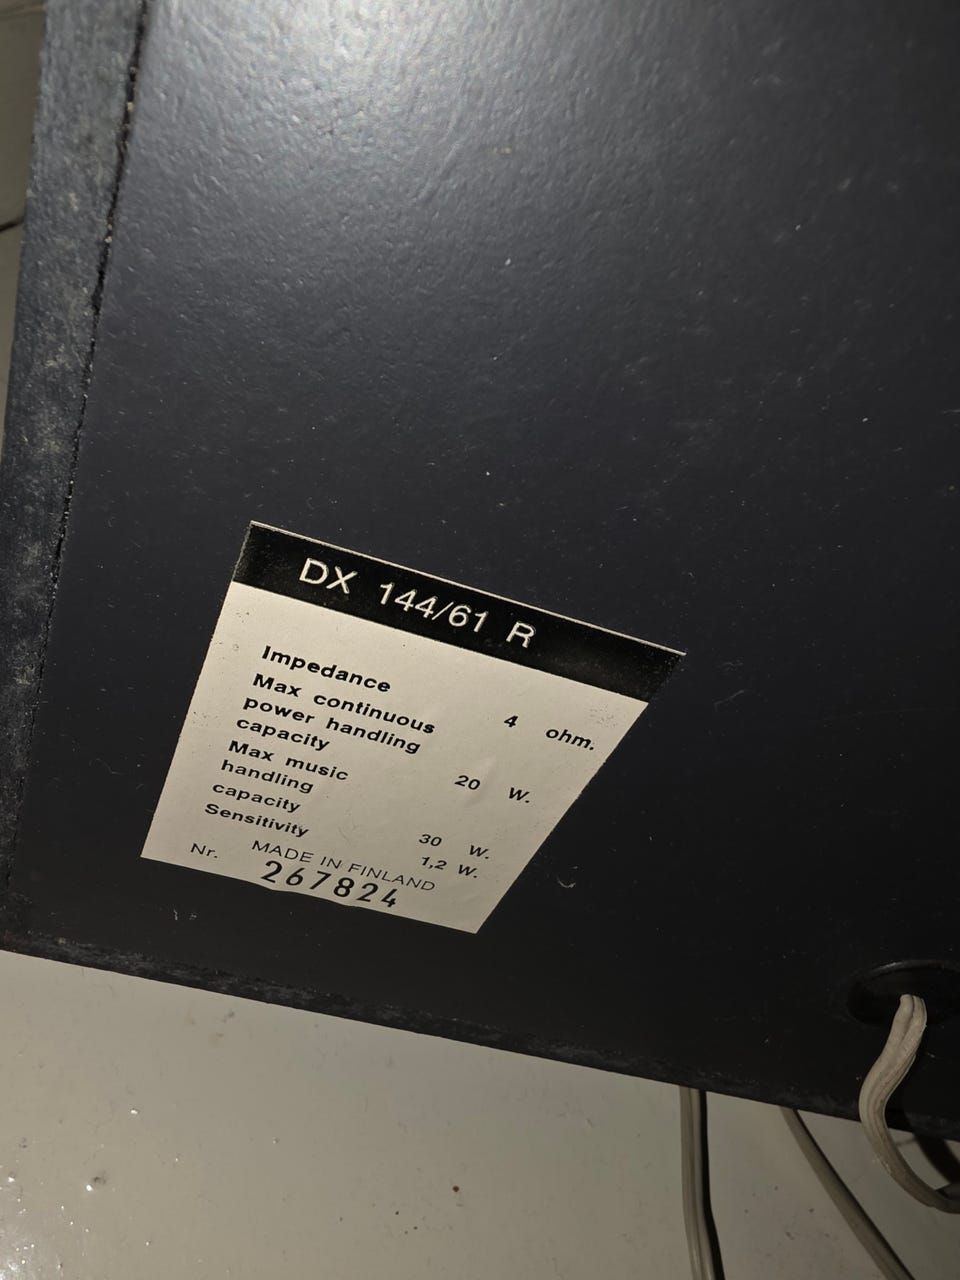 DX 144/61 R
Impedance 4 ohm.
Max continuous
power handling
capacity 20 W.
Max music
handling
capacity 30 W.
Sensitivity 1,2 W.
MADE IN FINLAND
Nr. 267824